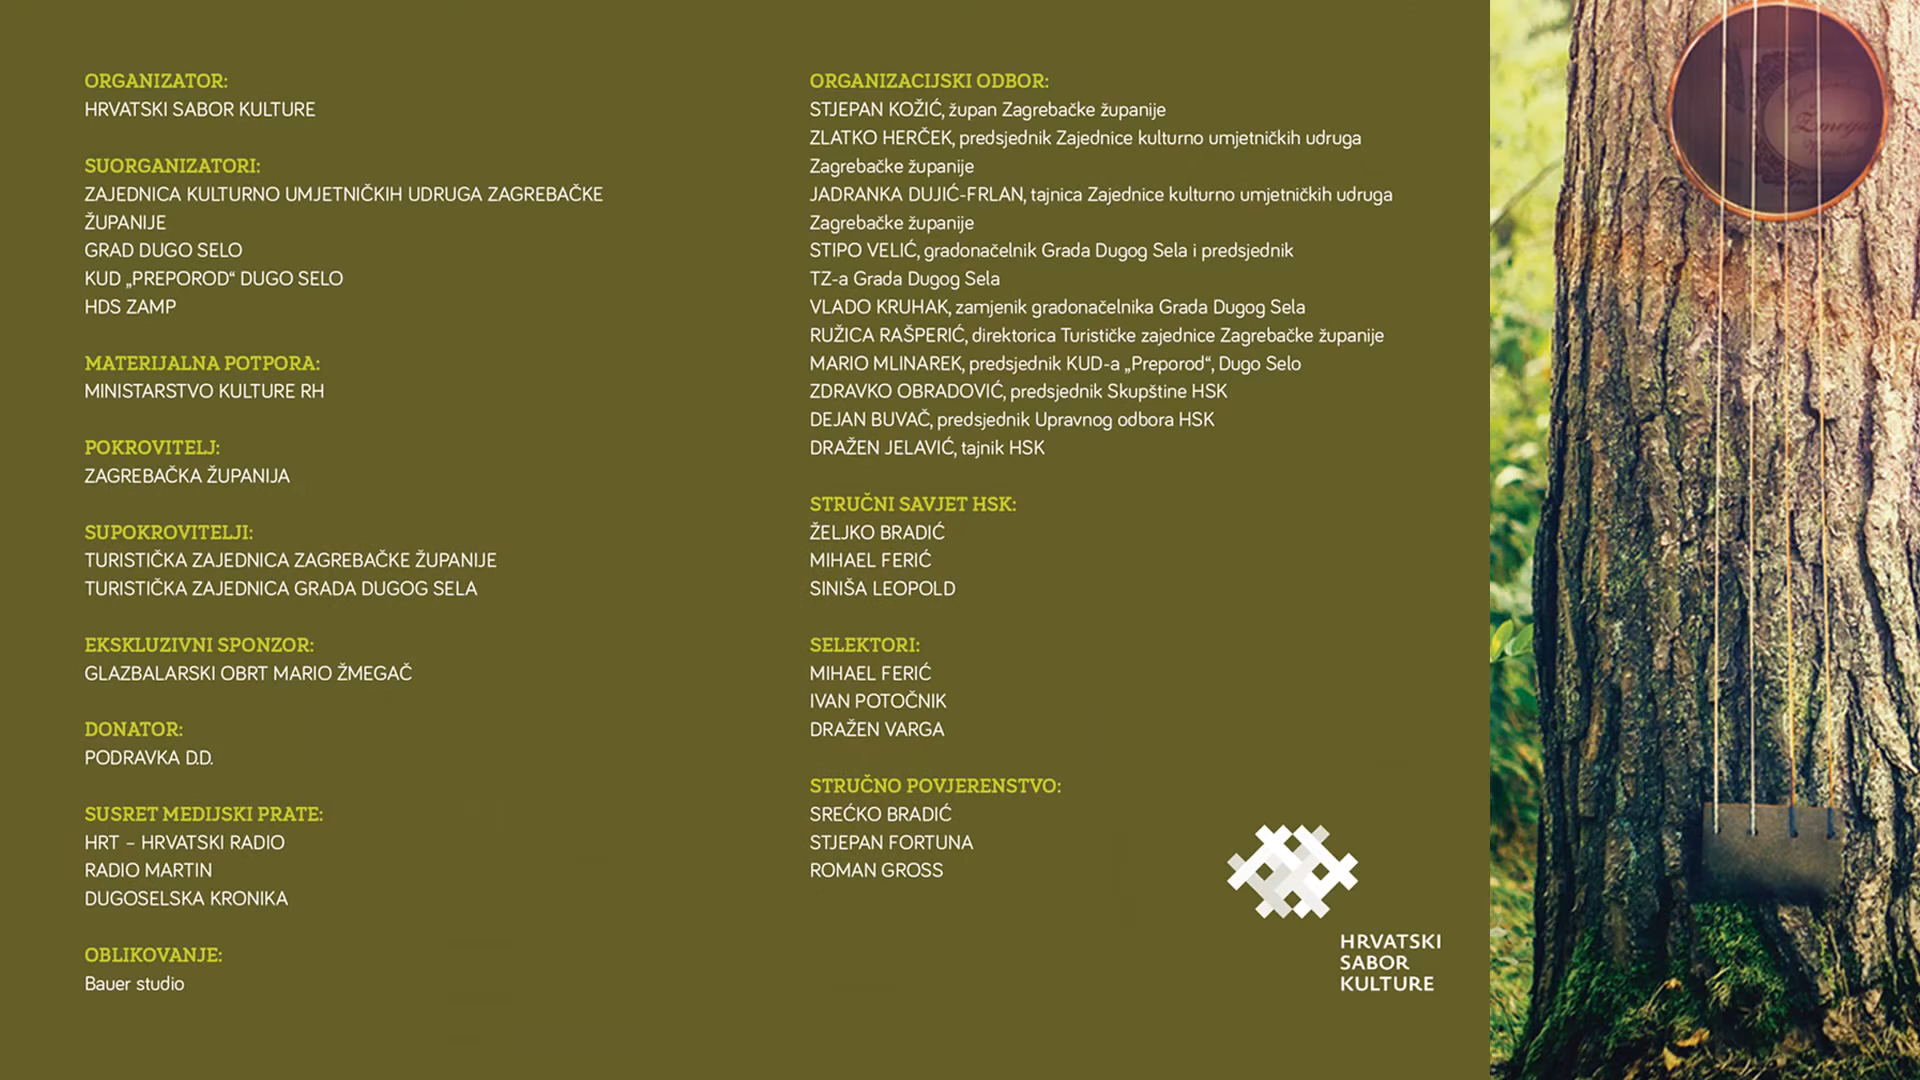 ORGANIZATOR:
HRVATSKI SABOR KULTURE
SUORGANIZATORI:
ZAJEDNICA KULTURNO UMJETNIČKIH UDRUGA ZAGREBAČKE
ŽUPANIJE
GRAD DUGO SELO
KUD „PREPOROD“ DUGO SELO
HDS ZAMP
MATERIJALNA POTPORA:
MINISTARSTVO KULTURE RH
POKROVITELJ:
ZAGREBAČKA ŽUPANIJA
SUPOKROVITELJI:
TURISTIČKA ZAJEDNICA ZAGREBAČKE ŽUPANIJE
TURISTIČKA ZAJEDNICA GRADA DUGOG SELA
EKSKLUZIVNI SPONZOR:
GLAZBALARSKI OBRT MARIO ŽMEGAČ
DONATOR:
PODRAVKA D.D.
SUSRET MEDIJSKI PRATE:
HRT – HRVATSKI RADIO
RADIO MARTIN
DUGOSELSKA KRONIKA
OBLIKOVANJE:
Bauer studio
ORGANIZACIJSKI ODBOR:
STJEPAN KOŽIĆ, župan Zagrebačke županije
ZLATKO HERČEK, predsjednik Zajednice kulturno umjetničkih udruga
Zagrebačke županije
JADRANKA DUJIĆ-FRLAN, tajnica Zajednice kulturno umjetničkih udruga
Zagrebačke županije
STIPO VELIĆ, gradonačelnik Grada Dugog Sela i predsjednik
TZ-a Grada Dugog Sela
VLADO KRUHAK, zamjenik gradonačelnika Grada Dugog Sela
RUŽICA RAŠPERIĆ, direktorica Turističke zajednice Zagrebačke županije
MARIO MLINAREK, predsjednik KUD-a „Preporod“, Dugo Selo
ZDRAVKO OBRADOVIĆ, predsjednik Skupštine HSK
DEJAN BUVAČ, predsjednik Upravnog odbora HSK
DRAŽEN JELAVIĆ, tajnik HSK
STRUČNI SAVJET HSK:
ŽELJKO BRADIĆ
MIHAEL FERIĆ
SINIŠA LEOPOLD
SELEKTORI:
MIHAEL FERIĆ
IVAN POTOČNIK
DRAŽEN VARGA
STRUČNO POVJERENSTVO:
SREĆKO BRADIĆ
STJEPAN FORTUNA
ROMAN GROSS
HRVATSKI
SABOR
KULTURE